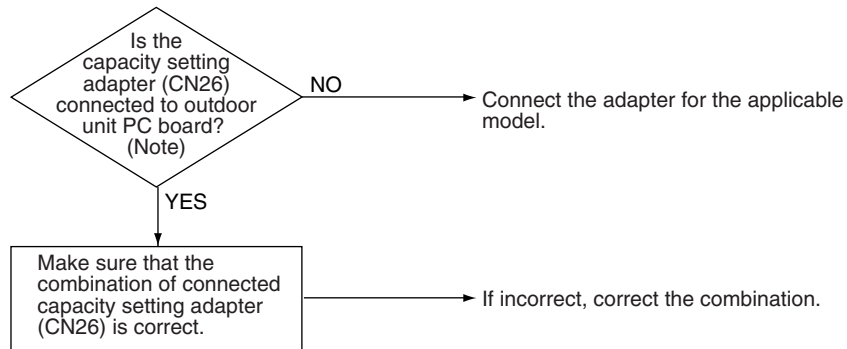 Is the
capacity setting
adapter (CN26)
connected to outdoor
unit PC board?
(Note)
NO
Connect the adapter for the applicable
model.
YES
Make sure that the
combination of connected
capacity setting adapter
(CN26) is correct.
If incorrect, correct the combination.